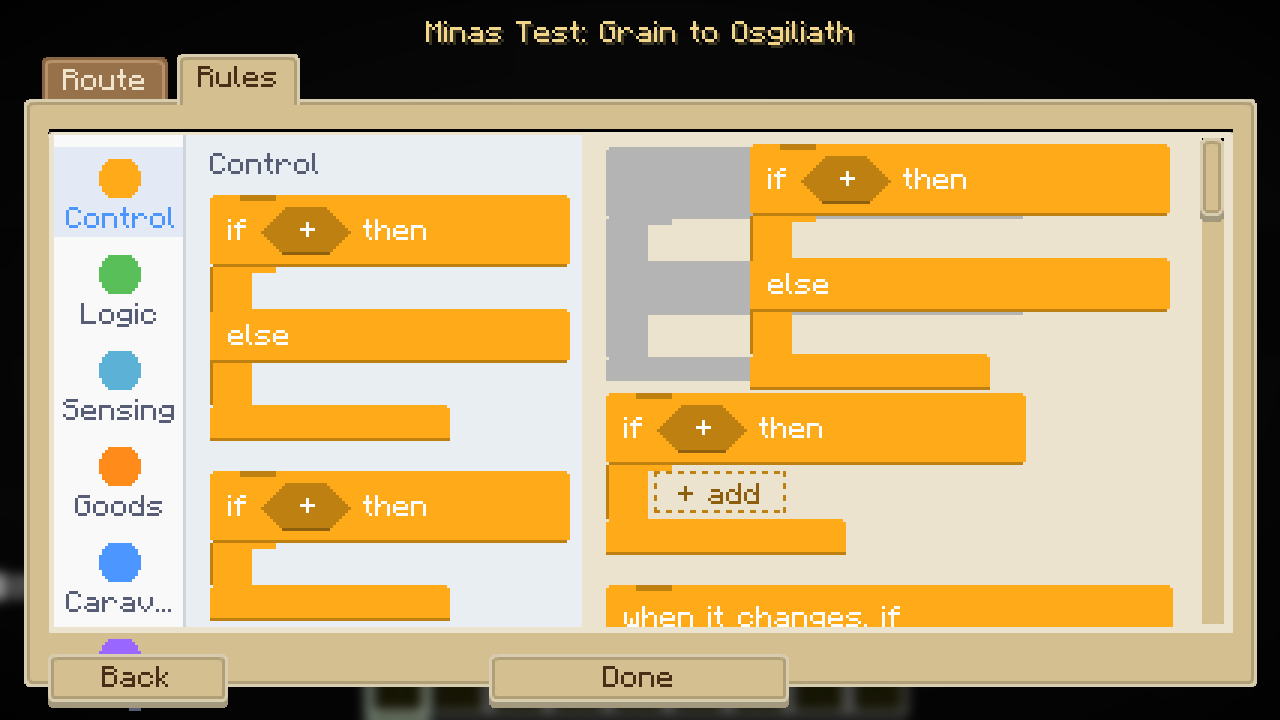 Minas Test: Grain to Osgiliath
Route
Rules
Control
Logic
Sensing
Goods
Carav...
Control
if + then
else
if + then
if + then
else
if + then
+ add
when it changes, if
Back
Done